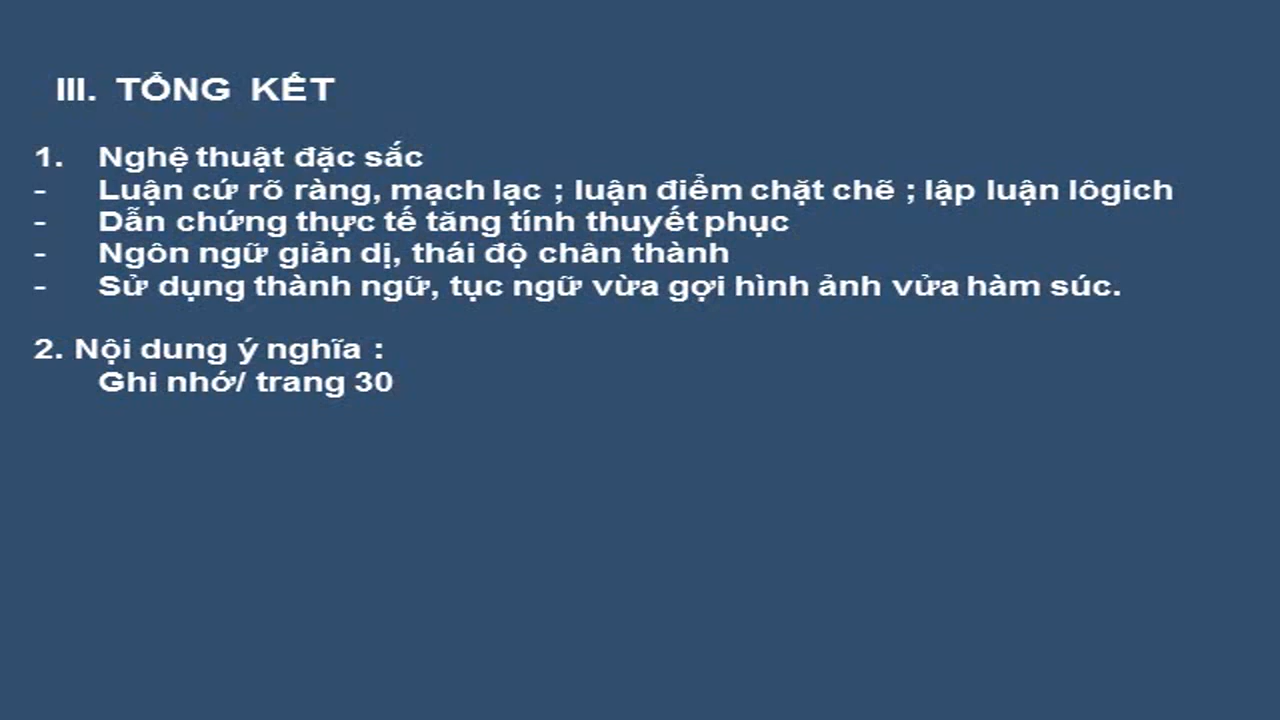 III. TỔNG KẾT
1. Nghệ thuật đặc sắc
- Luận cứ rõ ràng, mạch lạc ; luận điểm chặt chẽ ; lập luận lôgich
- Dẫn chứng thực tế tăng tính thuyết phục
- Ngôn ngữ giản dị, thái độ chân thành
- Sử dụng thành ngữ, tục ngữ vừa gợi hình ảnh vửa hàm súc.
2. Nội dung ý nghĩa :
Ghi nhớ/ trang 30